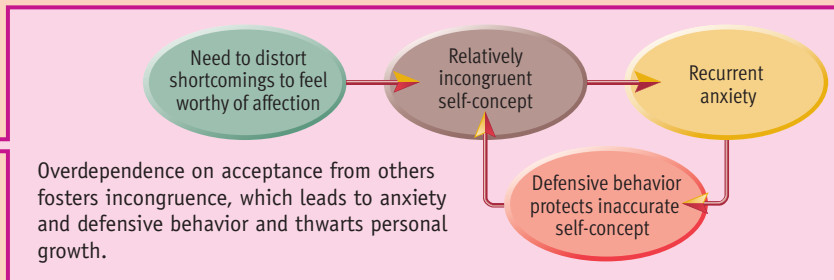 Need to distort
shortcomings to feel
worthy of affection
Relatively
incongruent
self-concept
Recurrent
anxiety
Defensive behavior
protects inaccurate
self-concept
Overdependence on acceptance from others
fosters incongruence, which leads to anxiety
and defensive behavior and thwarts personal
growth.